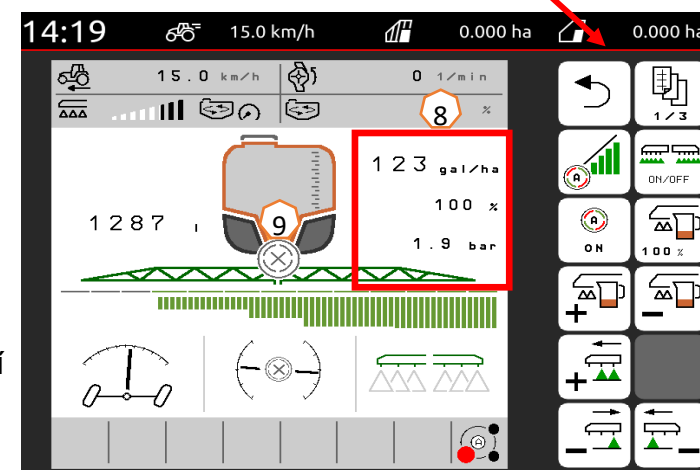 14:19 15.0 km/h 0.000 ha 0.000 ha
15.0 km/h 0 1/min
8 %
1/3
123 gal/ha
ON/OFF
100 %
9
1287 l
1.9 bar
A
ON
100 %
+
−
í
+
−
−
A